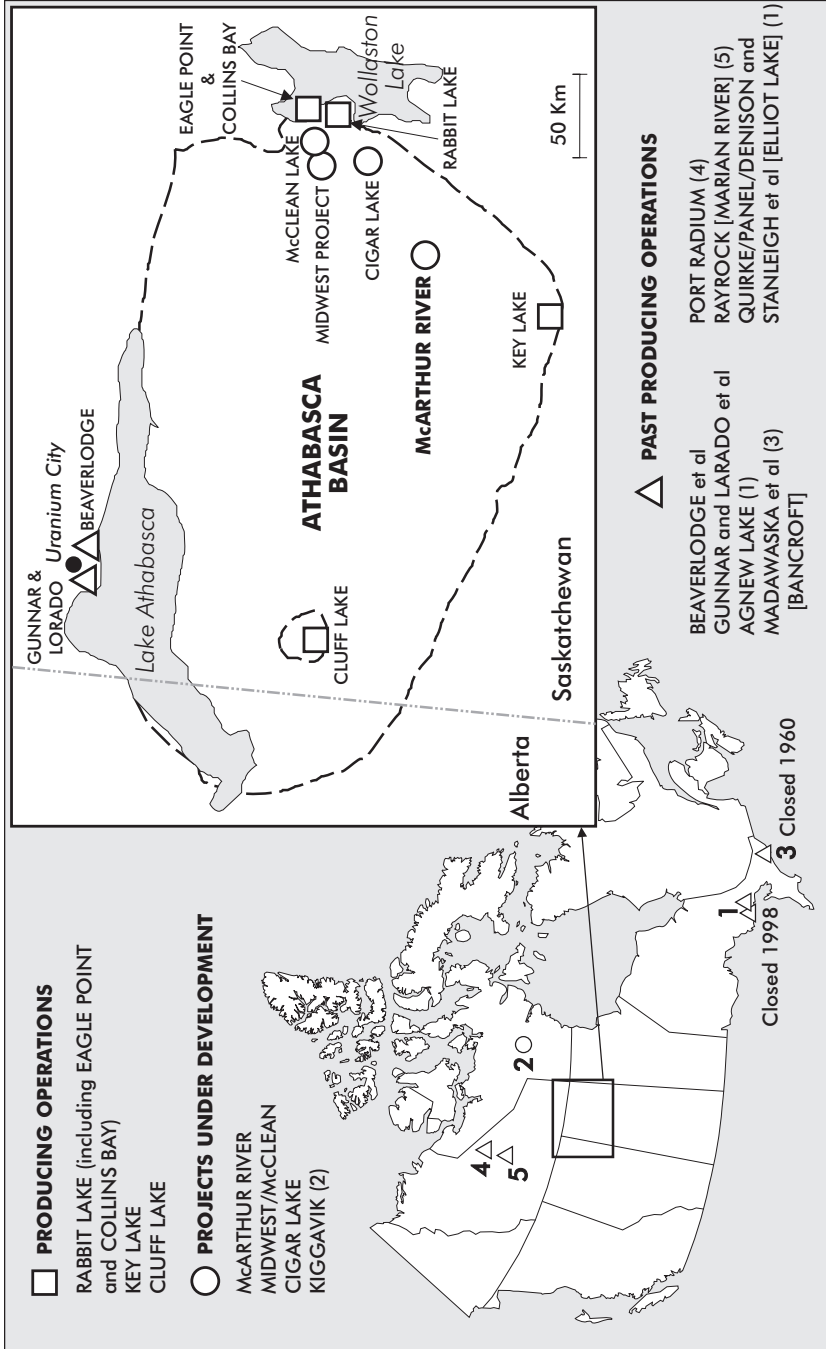 PRODUCING OPERATIONS
RABBIT LAKE (including EAGLE POINT
and COLLINS BAY)
KEY LAKE
CLUFF LAKE
PROJECTS UNDER DEVELOPMENT
McARTHUR RIVER
MIDWEST/McCLEAN
CIGAR LAKE
KIGGAVIK (2)
4
5
2
1
Closed 1998
3 Closed 1960
GUNNAR &
LORADO
Uranium City
BEAVERLODGE
Lake Athabasca
EAGLE POINT
&
COLLINS BAY
Wollaston
Lake
McCLEAN LAKE
MIDWEST PROJECT
RABBIT LAKE
CIGAR LAKE
ATHABASCA
BASIN
McARTHUR RIVER
CLUFF LAKE
KEY LAKE
50 Km
Alberta
Saskatchewan
PAST PRODUCING OPERATIONS
BEAVERLODGE et al
GUNNAR and LARADO et al
AGNEW LAKE (1)
MADAWASKA et al (3)
[BANCROFT]
PORT RADIUM (4)
RAYROCK [MARIAN RIVER] (5)
QUIRKE/PANEL/DENISON and
STANLEIGH et al [ELLIOT LAKE] (1)